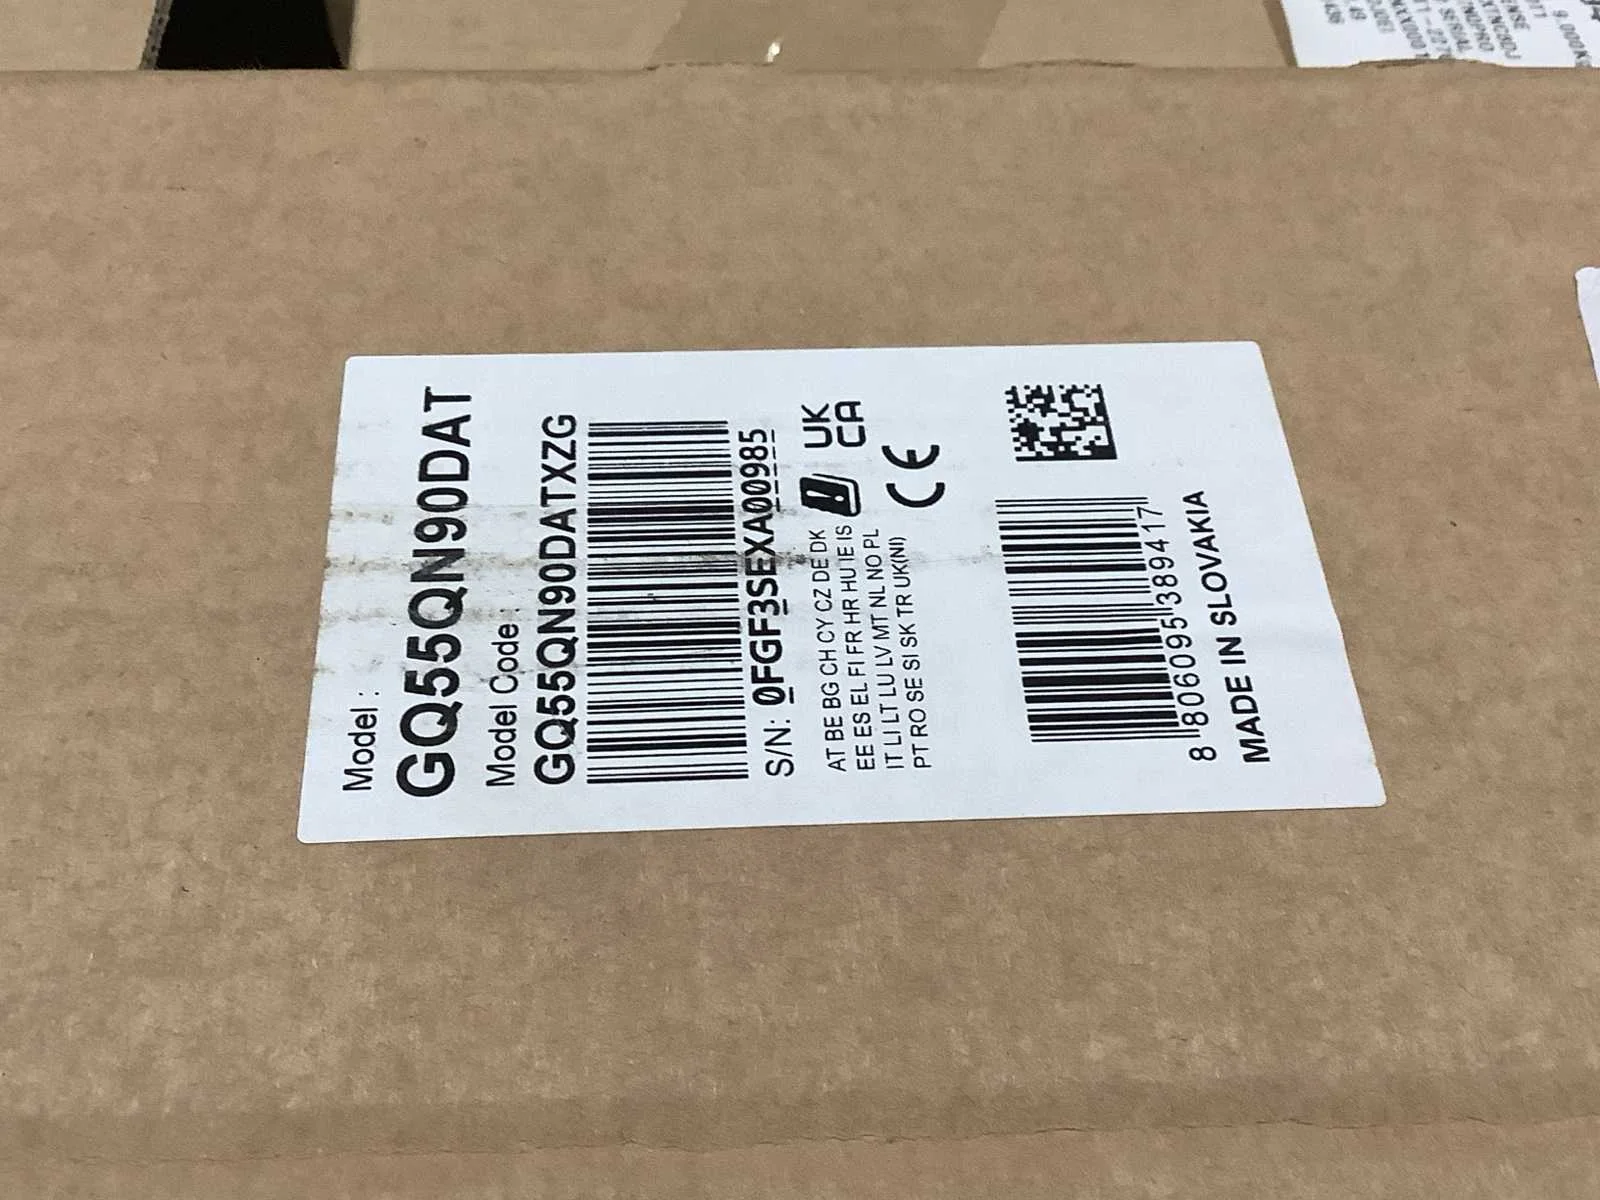 Model :
GQ55QN90DAT
Model Code :
GQ55QN90DATXZG
S/N: 0FGF3SEXA00985
AT BE BG CH CY CZ DE DK
EE ES EL FI FR HR HU IE IS
IT LI LT LU LV MT NL NO PL
PT RO SE SI SK TR UK(NI)
UK
CA
CE
8 806095 389417
MADE IN SLOVAKIA